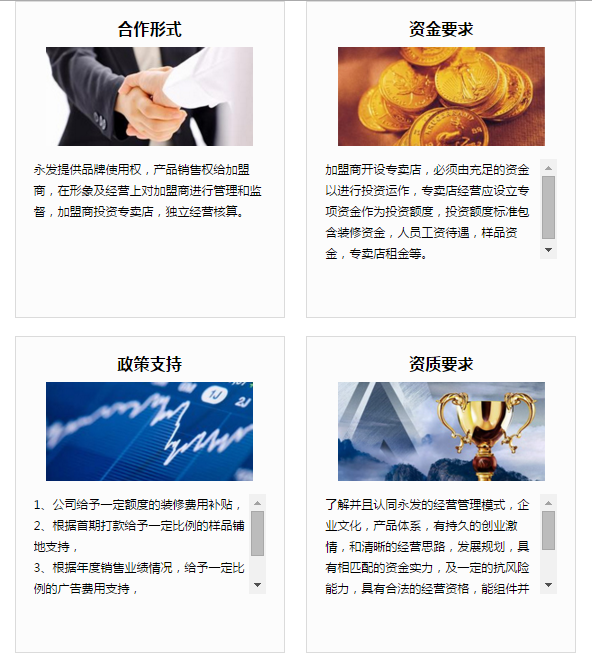 合作形式
永发提供品牌使用权，产品销售权给加盟
商，在形象及经营上对加盟商进行管理和监
督；加盟商投资专卖店，独立经营核算。
资金要求
加盟商开设专卖店，必须由充足的资金
以进行投资运作，专卖店经营应设立专
项资金作为投资额度，投资额度标准包
含装修资金，人员工资待遇，样品资
金，专卖店租金等。
政策支持
1J
2J
1、公司给予一定额度的装修费用补贴，
2、根据首期打款给予一定比例的样品铺
地支持，
3、根据年度销售业绩情况，给予一定比
例的广告费用支持，
资质要求
了解并且认同永发的经营管理模式，企
业文化，产品体系，有持久的创业激
情，和清晰的经营思路，发展规划，具
有相匹配的资金实力，及一定的抗风险
能力，具有合法的经营资格，能组件并